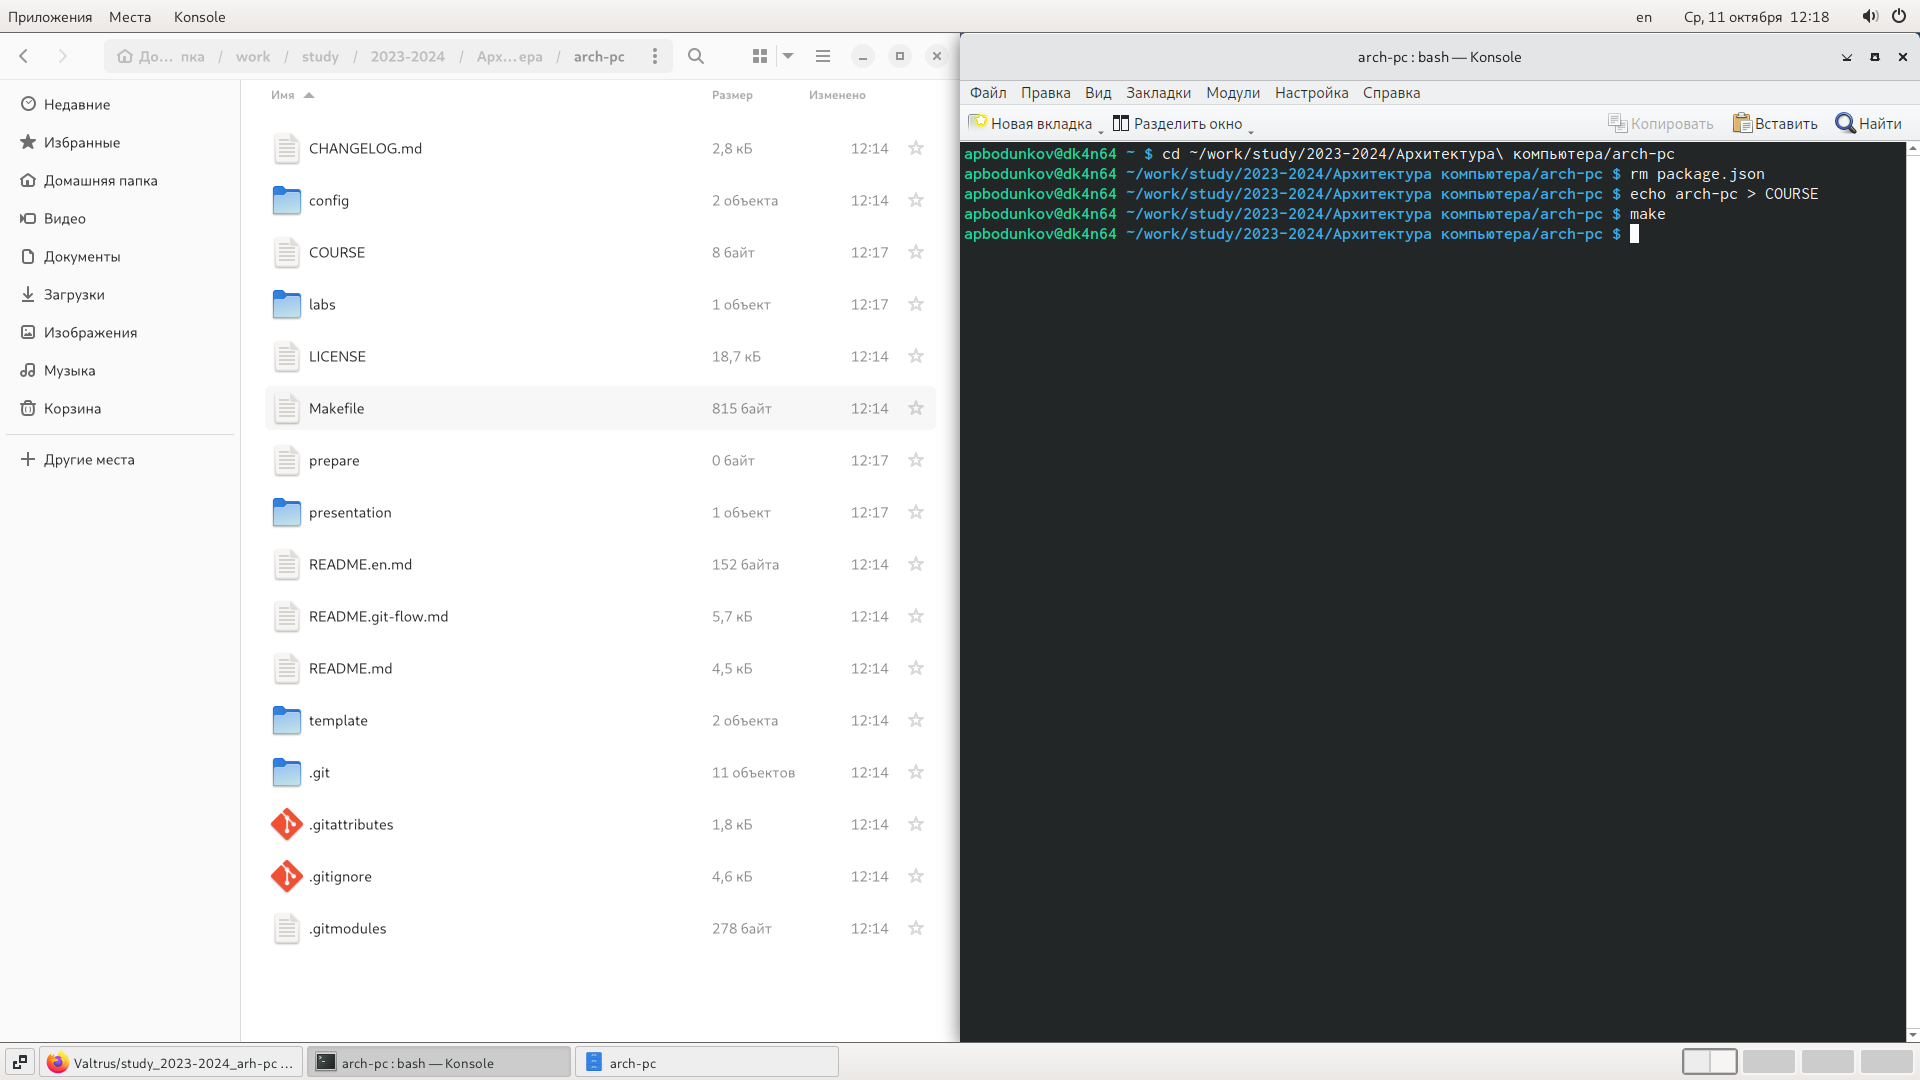 Приложения Места Konsole en Ср, 11 октября 12:18
До… пка / work / study / 2023-2024 / Арх…ера / arch-pc
Недавние
Избранные
Домашняя папка
Видео
Документы
Загрузки
Изображения
Музыка
Корзина
Другие места
Имя Размер Изменено
CHANGELOG.md 2,8 кБ 12:14
config 2 объекта 12:14
COURSE 8 байт 12:17
labs 1 объект 12:17
LICENSE 18,7 кБ 12:14
Makefile 815 байт 12:14
prepare 0 байт 12:17
presentation 1 объект 12:17
README.en.md 152 байта 12:14
README.git-flow.md 5,7 кБ 12:14
README.md 4,5 кБ 12:14
template 2 объекта 12:14
.git 11 объектов 12:14
.gitattributes 1,8 кБ 12:14
.gitignore 4,6 кБ 12:14
.gitmodules 278 байт 12:14
arch-pc : bash — Konsole
Файл Правка Вид Закладки Модули Настройка Справка
Новая вкладка Разделить окно Копировать Вставить Найти
apbodunkov@dk4n64 ~ $ cd ~/work/study/2023-2024/Архитектура\ компьютера/arch-pc
apbodunkov@dk4n64 ~/work/study/2023-2024/Архитектура компьютера/arch-pc $ rm package.json
apbodunkov@dk4n64 ~/work/study/2023-2024/Архитектура компьютера/arch-pc $ echo arch-pc > COURSE
apbodunkov@dk4n64 ~/work/study/2023-2024/Архитектура компьютера/arch-pc $ make
apbodunkov@dk4n64 ~/work/study/2023-2024/Архитектура компьютера/arch-pc $
Valtrus/study_2023-2024_arh-pc … arch-pc : bash — Konsole arch-pc